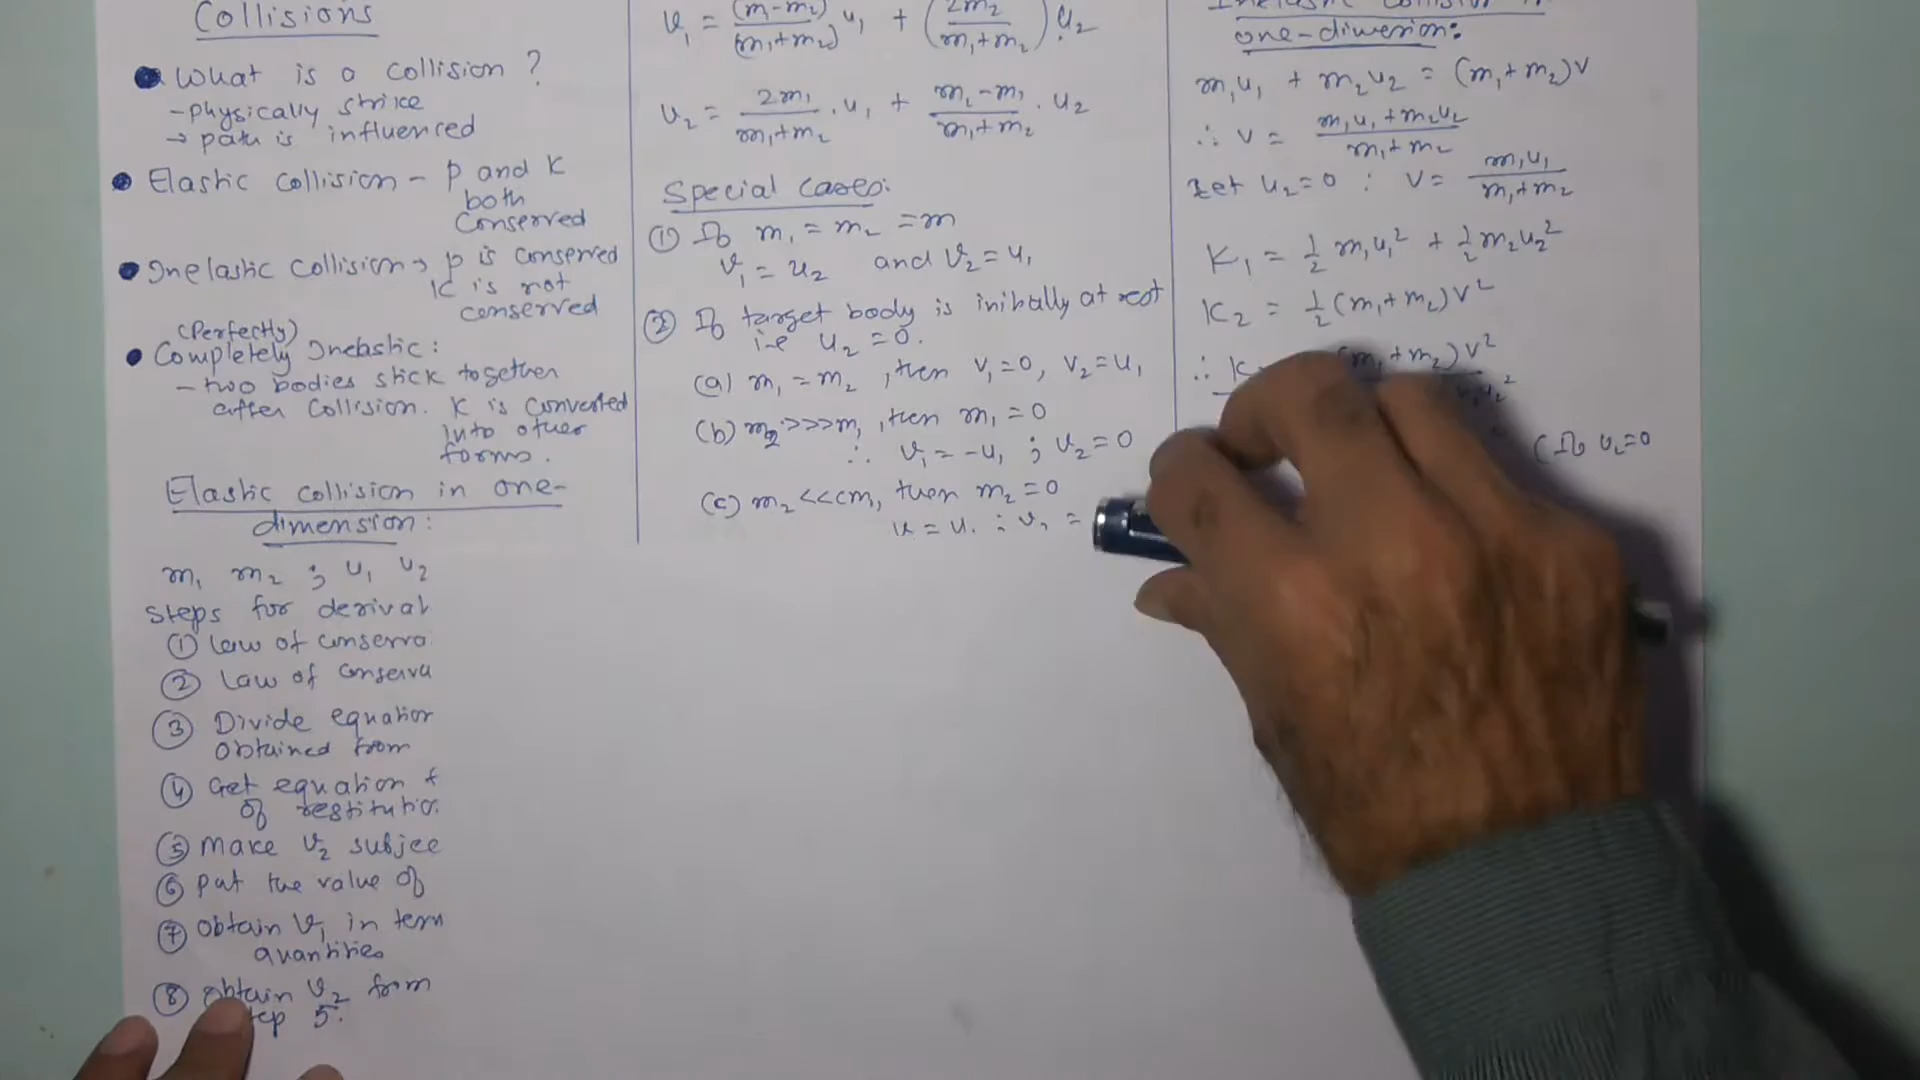 Collisions
What is a collision ?
- Physically strike
→ path is influenced
Elastic collision - p and K
both
conserved
Inelastic collision → p is conserved
K is not
conserved
(Perfectly)
Completely Inelastic :
- two bodies stick together
after collision. K is converted
into other
forms.
Elastic collision in one-
dimension :
m₁ m₂ ; u₁ u₂
Steps for derivat
① Law of conserva
② Law of conserva
③ Divide equation
obtained from
④ Get equation
of restitution
⑤ Make v₂ subjec
⑥ Put the value of
⑦ Obtain v₁ in term
quantities
⑧ Obtain v₂ from
step 5.
v₁ = (m₁-m₂)/(m₁+m₂) u₁ + (2m₂/(m₁+m₂)) u₂
v₂ = 2m₁/(m₁+m₂) . u₁ + (m₂-m₁)/(m₁+m₂) . u₂
Special Cases:
① If m₁ = m₂ = m
v₁ = u₂ and v₂ = u₁
② If target body is initially at rest
i.e u₂ = 0.
(a) m₁ = m₂ , then v₁ = 0, v₂ = u₁
(b) m₂ >>> m₁ , then m₁ = 0
∴ v₁ = -u₁ ; v₂ = 0
(c) m₂ <<< m₁ , then m₂ = 0
v₁ = u₁ ; v₂ =
one-dimension:
m₁u₁ + m₂u₂ = (m₁+m₂)v
∴ v = (m₁u₁ + m₂u₂)/(m₁+m₂)
Let u₂ = 0 : v = m₁u₁/(m₁+m₂)
K₁ = ½ m₁u₁² + ½ m₂u₂²
K₂ = ½ (m₁+m₂) v²
∴ K (m₁+m₂) v²
(If u₂=0